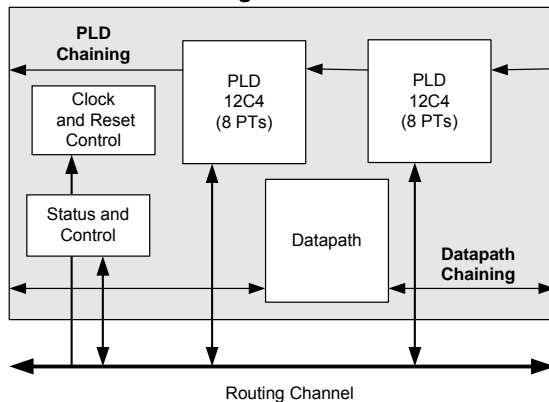 PLD
Chaining
PLD
12C4
(8 PTs)
PLD
12C4
(8 PTs)
Clock
and Reset
Control
Status and
Control
Datapath
Datapath
Chaining
Routing Channel